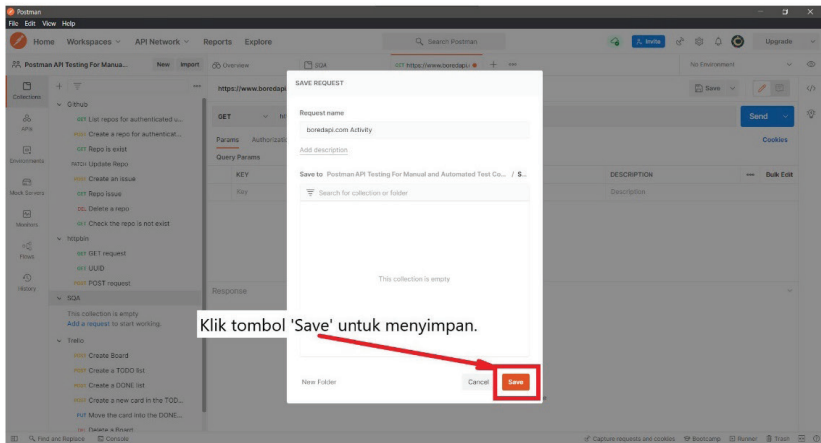 Postman
File Edit View Help
Home Workspaces API Network Reports Explore
Search Postman
Invite
Upgrade
Postman API Testing For Manua...
New Import
Overview
SQA
GET https://www.boredapi.
No Environment
Collections
APIs
Environments
Mock Servers
Monitors
Flows
History
Github
GET List repos for authenticated u...
POST Create a repo for authenticat...
GET Repo is exist
PATCH Update Repo
POST Create an issue
GET Repo issue
DEL Delete a repo
GET Check the repo is not exist
httpbin
GET GET request
GET UUID
POST POST request
SQA
This collection is empty
Add a request to start working.
Trello
POST Create Board
POST Create a TODO list
POST Create a DONE list
POST Create a new card in the TOD...
PUT Move the card into the DONE...
DEL Delete a Board
https://www.boredapi
Save
GET
Send
Params Authorizatio
Cookies
Query Params
KEY
DESCRIPTION
Bulk Edit
Key
Description
Response
SAVE REQUEST
Request name
boredapi.com Activity
Add description
Save to Postman API Testing For Manual and Automated Test Co... / S..
Search for collection or folder
This collection is empty
Klik tombol 'Save' untuk menyimpan.
New Folder
Cancel
Save
Find and Replace Console
Capture requests and cookies Bootcamp Runner Trash